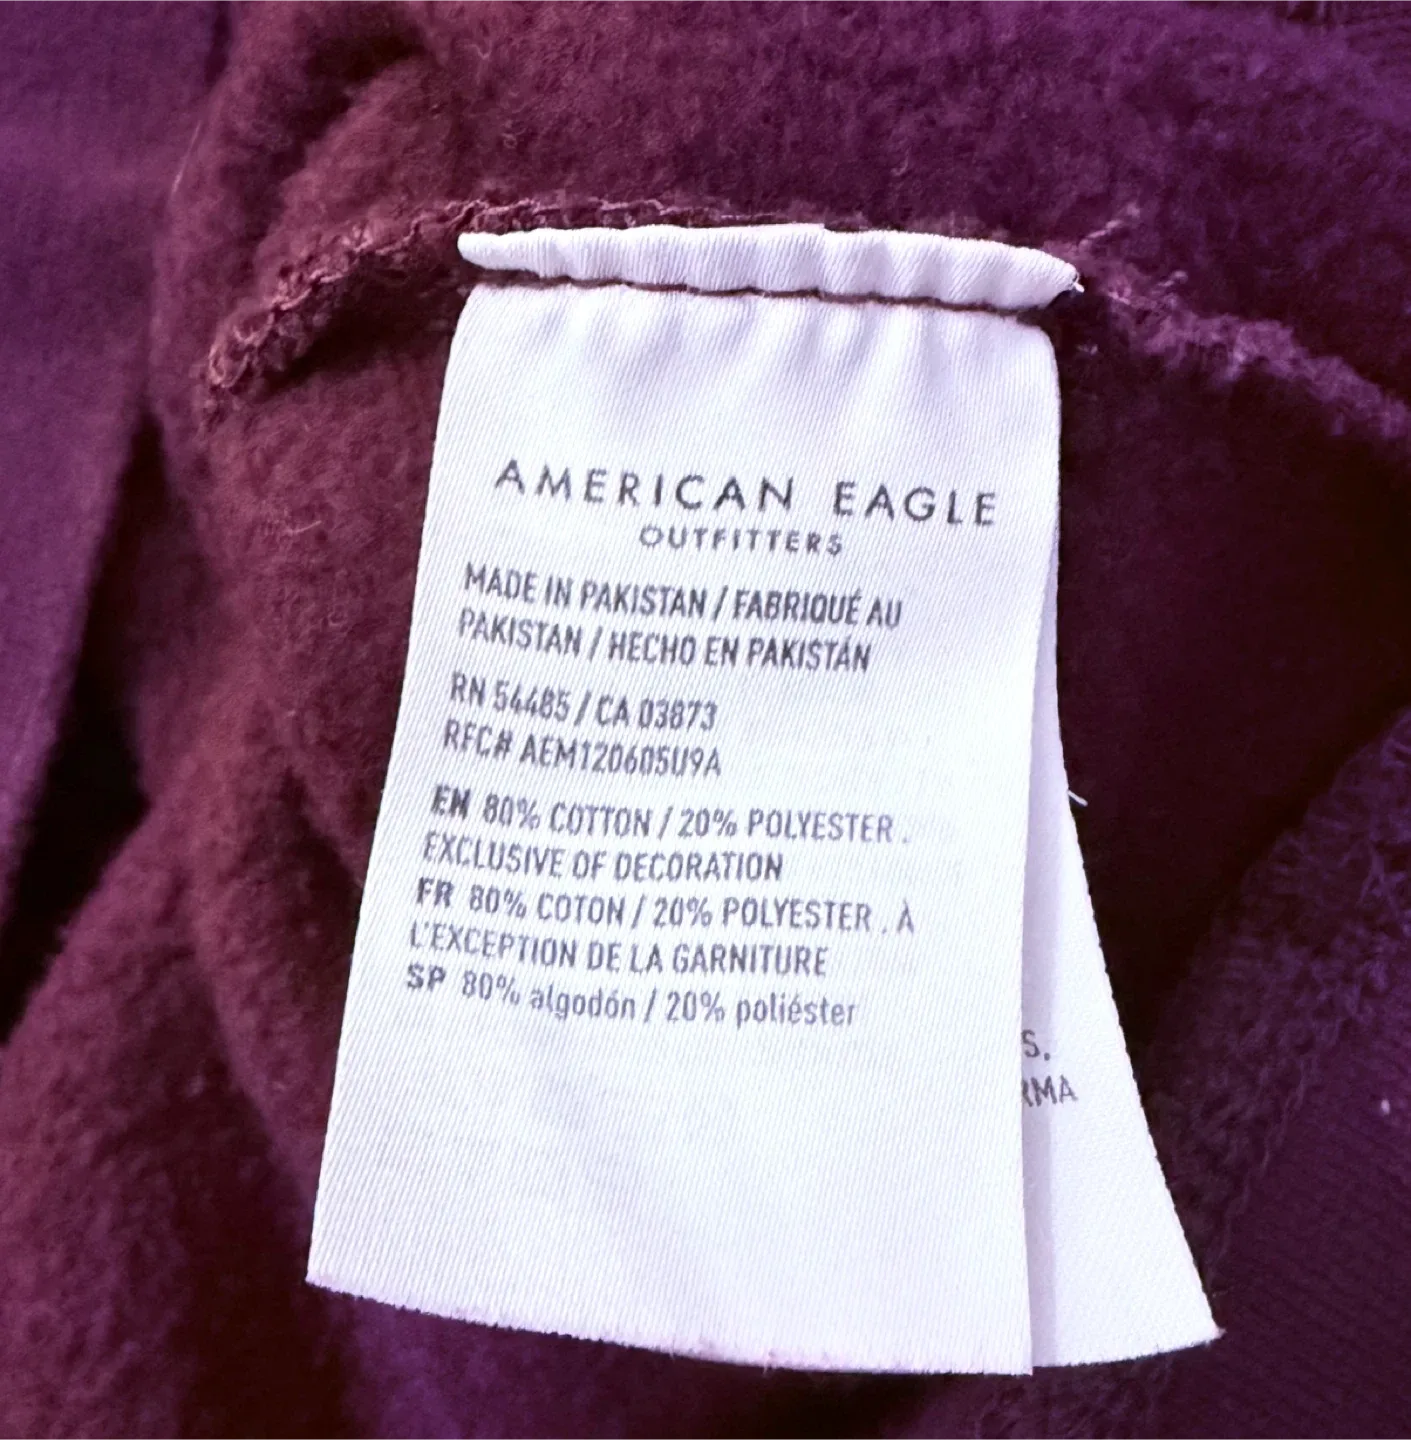 AMERICAN EAGLE
OUTFITTERS
MADE IN PAKISTAN / FABRIQUÉ AU
PAKISTAN / HECHO EN PAKISTÁN
RN 54485 / CA 03873
RFC# AEM120605U9A
EN 80% COTTON / 20% POLYESTER .
EXCLUSIVE OF DECORATION
FR 80% COTON / 20% POLYESTER . À
L'EXCEPTION DE LA GARNITURE
SP 80% algodón / 20% poliéster